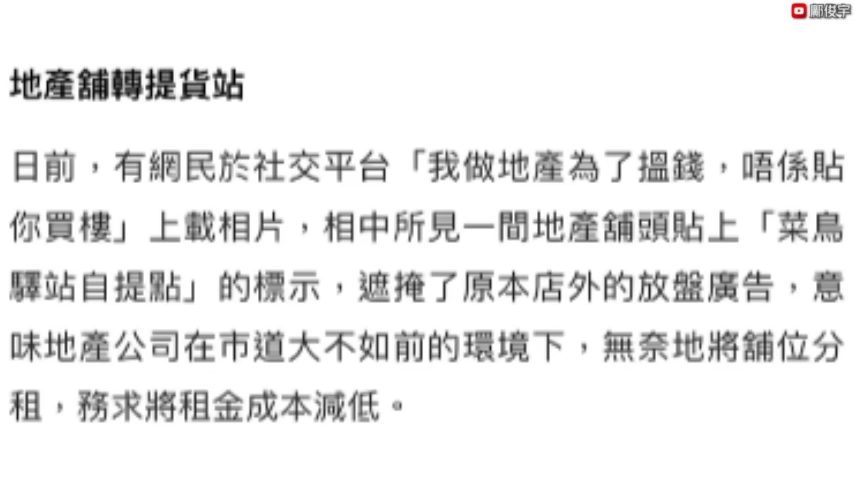 鄺俊宇
地產舖轉提貨站
日前，有網民於社交平台「我做地產為了搵錢，唔係貼
你買樓」上載相片，相中所見一間地產舖頭貼上「菜鳥
驛站自提點」的標示，遮掩了原本店外的放盤廣告，意
味地產公司在市道大不如前的環境下，無奈地將舖位分
租，務求將租金成本減低。